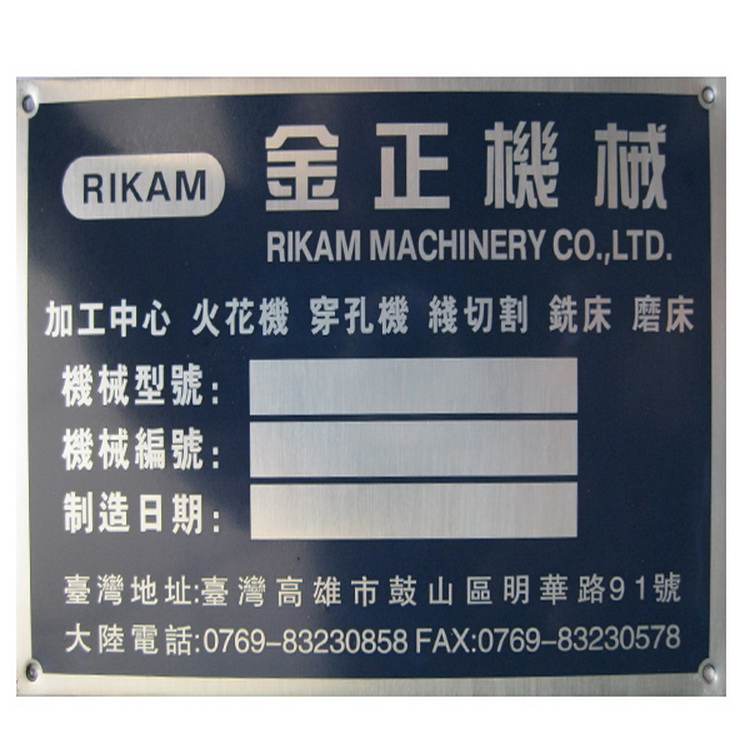 RIKAM
金正機械
RIKAM MACHINERY CO.,LTD.
加工中心 火花機 穿孔機 綫切割 銑床 磨床
機械型號:
機械編號:
制造日期:
臺灣地址:臺灣高雄市鼓山區明華路91號
大陸電話:0769-83230858 FAX:0769-83230578